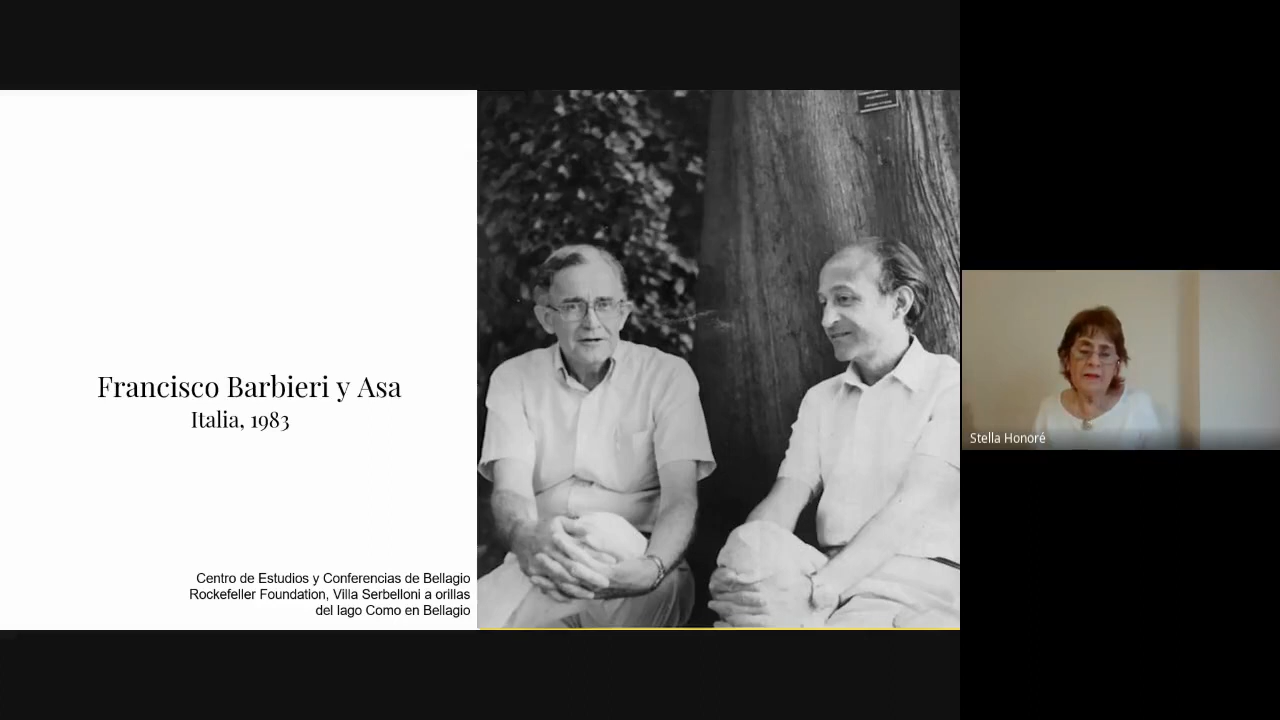 Francisco Barbieri y Asa
Italia, 1983
Centro de Estudios y Conferencias de Bellagio
Rockefeller Foundation, Villa Serbelloni a orillas
del lago Como en Bellagio
Stella Honoré